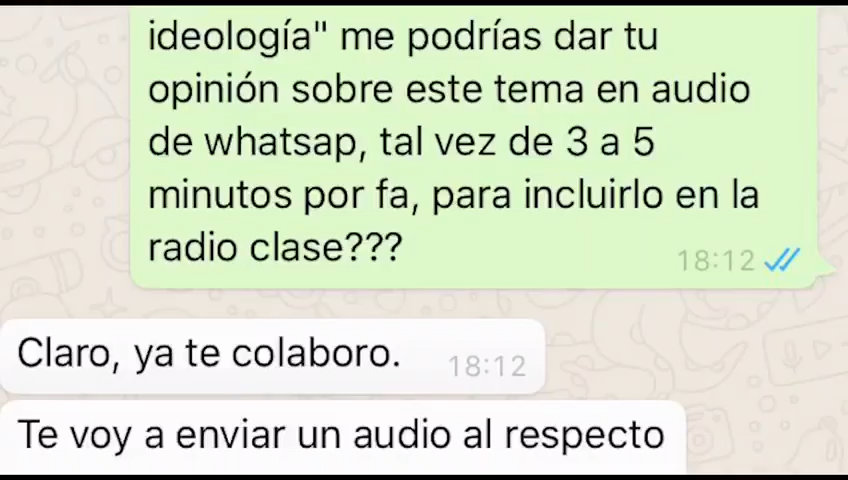 ideología" me podrías dar tu
opinión sobre este tema en audio
de whatsap, tal vez de 3 a 5
minutos por fa, para incluirlo en la
radio clase???
18:12
Claro, ya te colaboro.
18:12
Te voy a enviar un audio al respecto